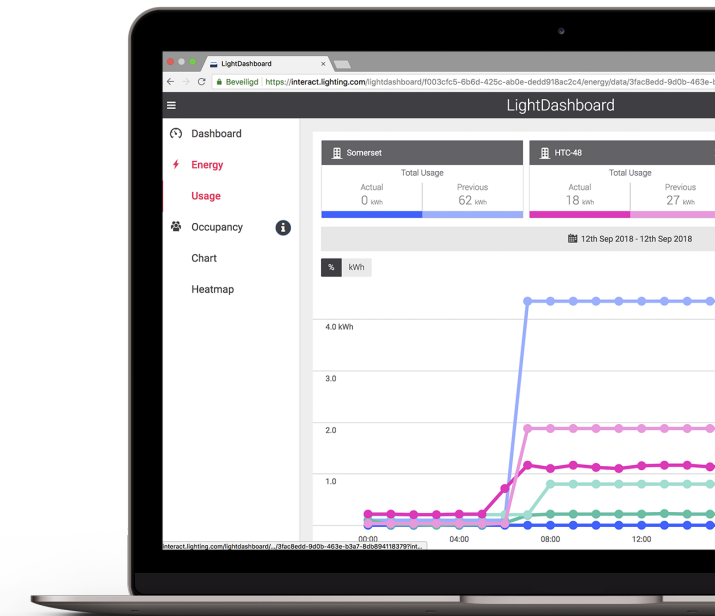 LightDashboard ×
Beveiligd https://interact.lighting.com/lightdashboard/f003cfc5-6b6d-425c-ab0e-dedd918ac2c4/energy/data/3fac8edd-9d0b-463e-b
LightDashboard
Dashboard
Energy
Usage
Occupancy
Chart
Heatmap
Somerset
Total Usage
Actual Previous
0 kWh 62 kWh
HTC-48
Total Usage
Actual Previous
18 kWh 27 kWh
12th Sep 2018 - 12th Sep 2018
% kWh
4.0 kWh
3.0
2.0
1.0
00:00 04:00 08:00 12:00
interact.lighting.com/lightdashboard/.../3fac8edd-9d0b-463e-b3a7-8db894118379?int...